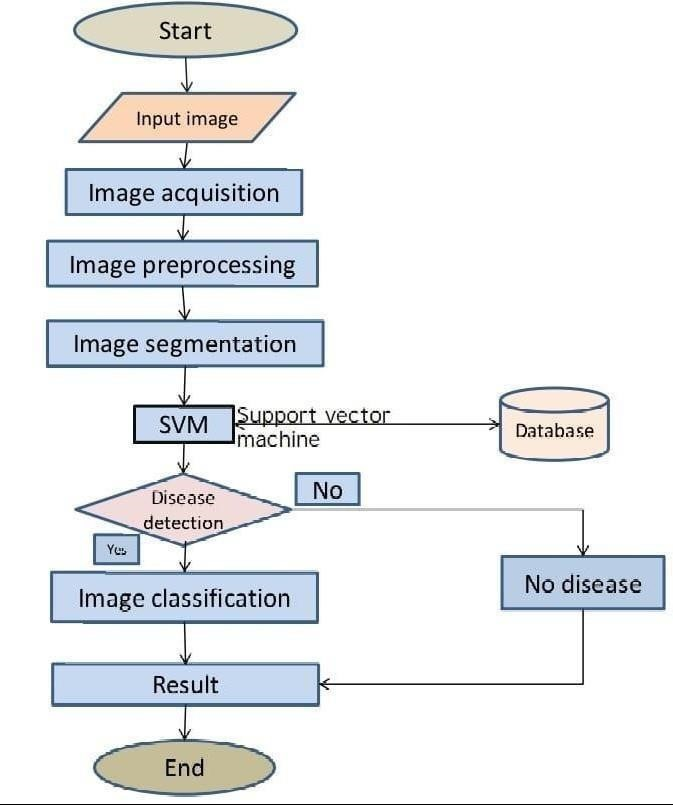 Start
Input image
Image acquisition
Image preprocessing
Image segmentation
SVM
Support vector
machine
Database
Disease
detection
No
Yes
Image classification
No disease
Result
End